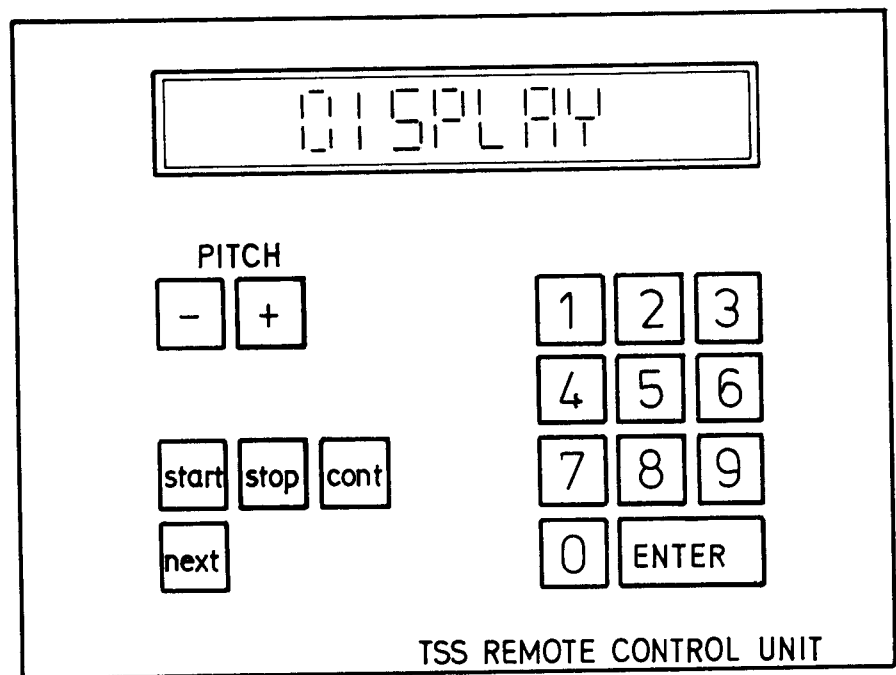 DISPLAY
PITCH
- +
1 2 3
4 5 6
start stop cont
7 8 9
next
0 ENTER
TSS REMOTE CONTROL UNIT